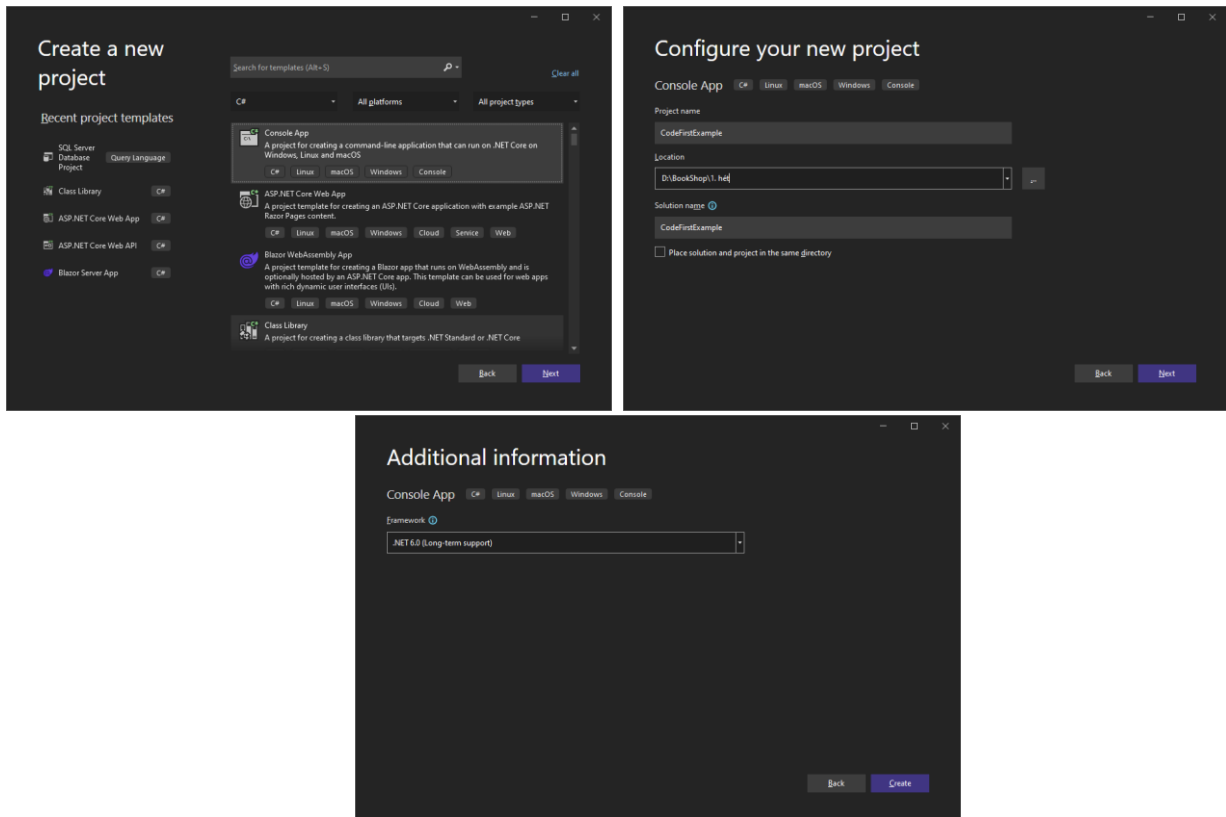 Create a new
project
Recent project templates
SQL Server
Database
Project
Query Language
Class Library
C#
ASP.NET Core Web App
C#
ASP.NET Core Web API
C#
Blazor Server App
C#
Search for templates (Alt+S)
Clear all
C#
All platforms
All project types
Console App
A project for creating a command-line application that can run on .NET Core on
Windows, Linux and macOS
C# Linux macOS Windows Console
ASP.NET Core Web App
A project template for creating an ASP.NET Core application with example ASP.NET
Razor Pages content.
C# Linux macOS Windows Cloud Service Web
Blazor WebAssembly App
A project template for creating a Blazor app that runs on WebAssembly and is
optionally hosted by an ASP.NET Core app. This template can be used for web apps
with rich dynamic user interfaces (UIs).
C# Linux macOS Windows Cloud Web
Class Library
A project for creating a class library that targets .NET Standard or .NET Core
Back
Next
Configure your new project
Console App C# Linux macOS Windows Console
Project name
CodeFirstExample
Location
D:\BookShop\1. hét
...
Solution name
CodeFirstExample
Place solution and project in the same directory
Back
Next
Additional information
Console App C# Linux macOS Windows Console
Framework
.NET 6.0 (Long-term support)
Back
Create